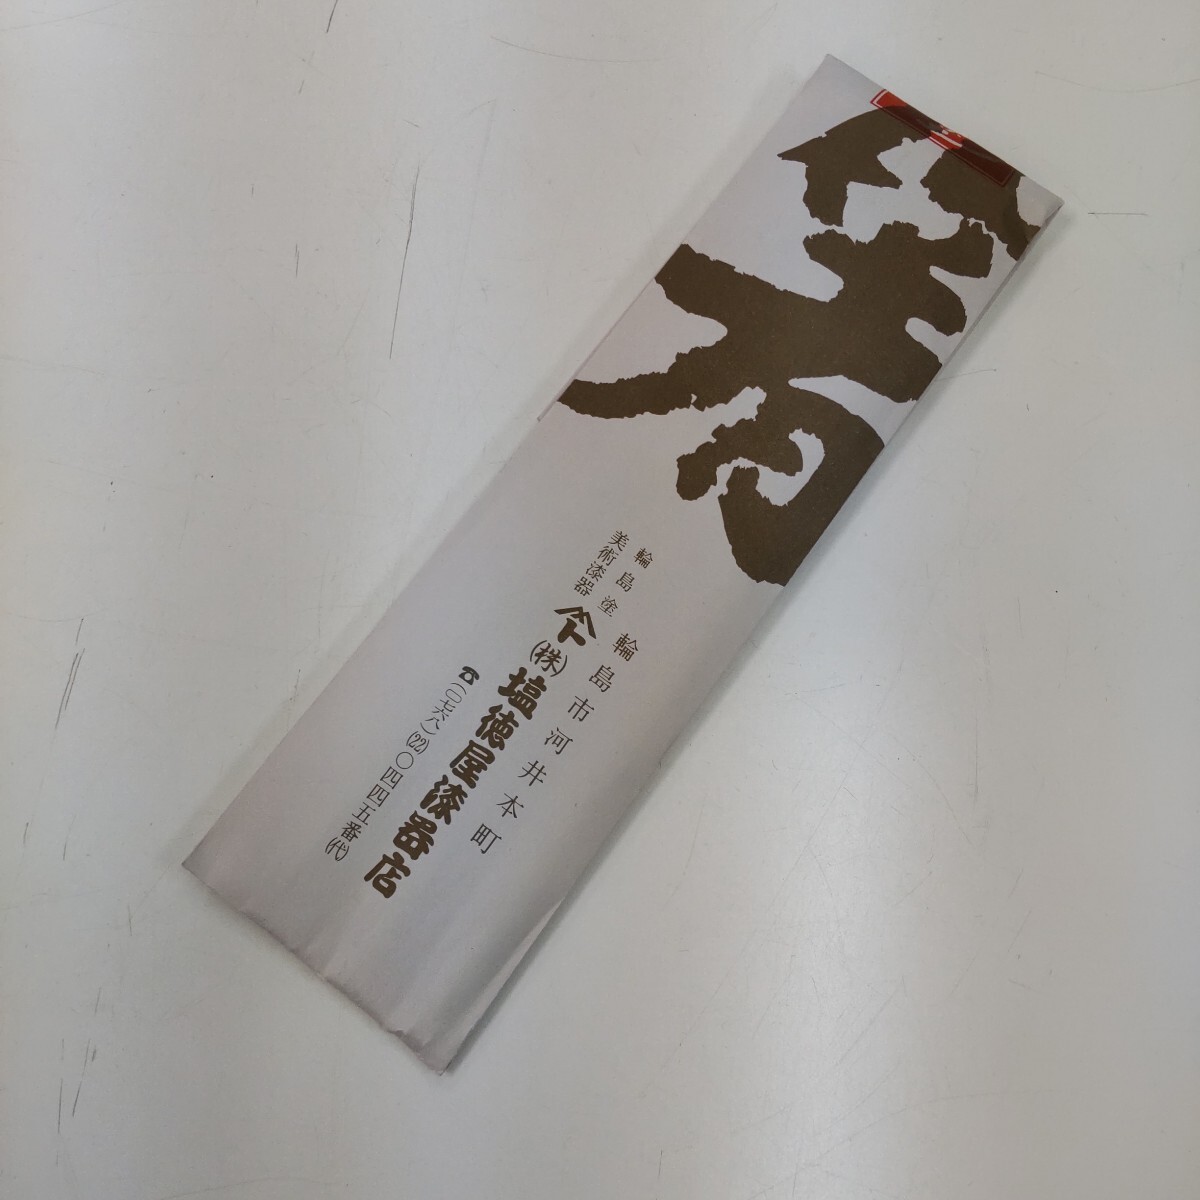 箸
輪島市河井本町
輪島塗
美術漆器
(株)塩徳屋漆器店
☎(〇七六八)(22)〇四四五番(代)